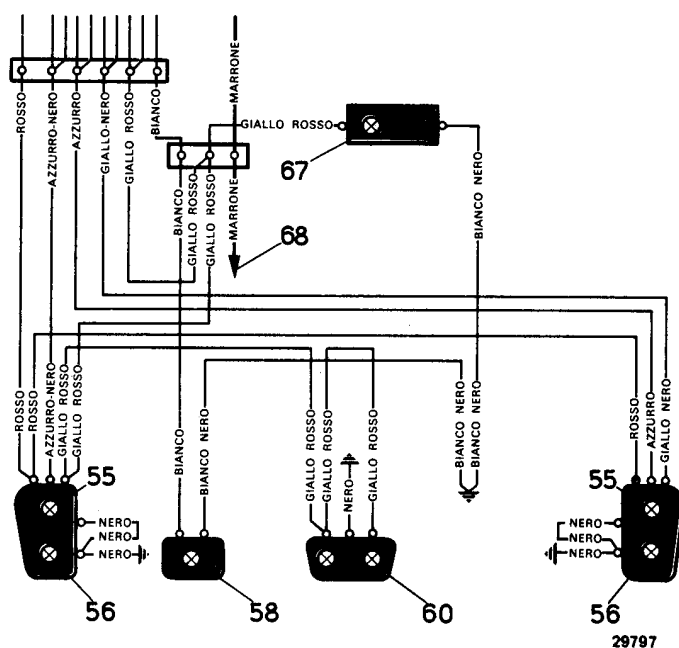 ROSSO
AZZURRO-NERO
AZZURRO
GIALLO-NERO
GIALLO ROSSO
BIANCO
MARRONE
GIALLO ROSSO
67
BIANCO
GIALLO ROSSO
GIALLO ROSSO
MARRONE
68
BIANCO NERO
ROSSO
ROSSO
AZZURRO-NERO
GIALLO ROSSO
GIALLO ROSSO
BIANCO
BIANCO NERO
GIALLO ROSSO
GIALLO ROSSO
NERO
GIALLO ROSSO
BIANCO NERO
BIANCO NERO
ROSSO
AZZURRO
GIALLO NERO
55
55
NERO
NERO
NERO
NERO
NERO
NERO
56
58
60
56
29797